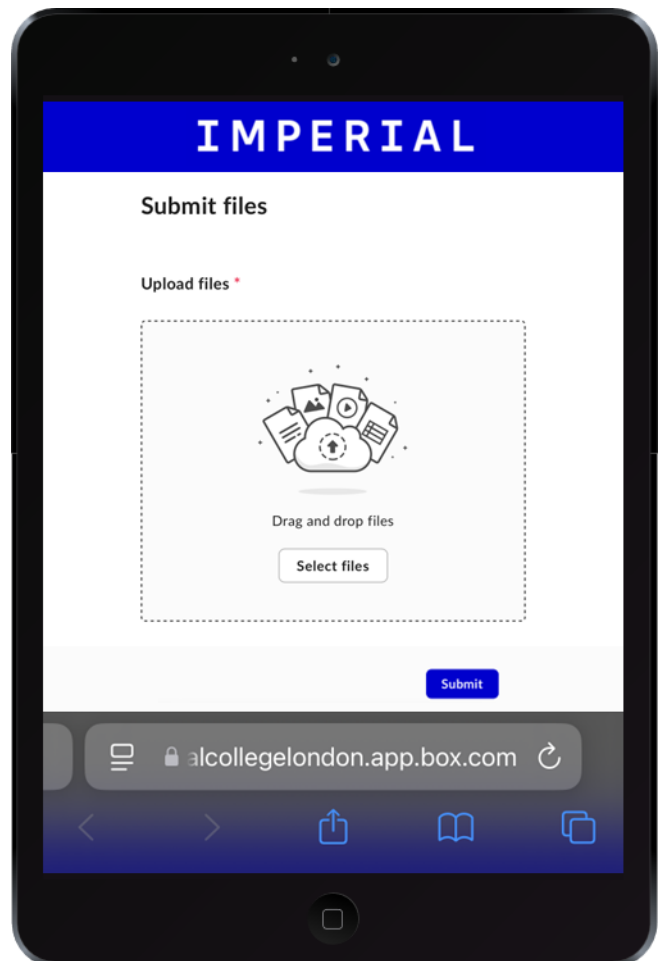 IMPERIAL
Submit files
Upload files *
Drag and drop files
Select files
Submit
alcollegelondon.app.box.com